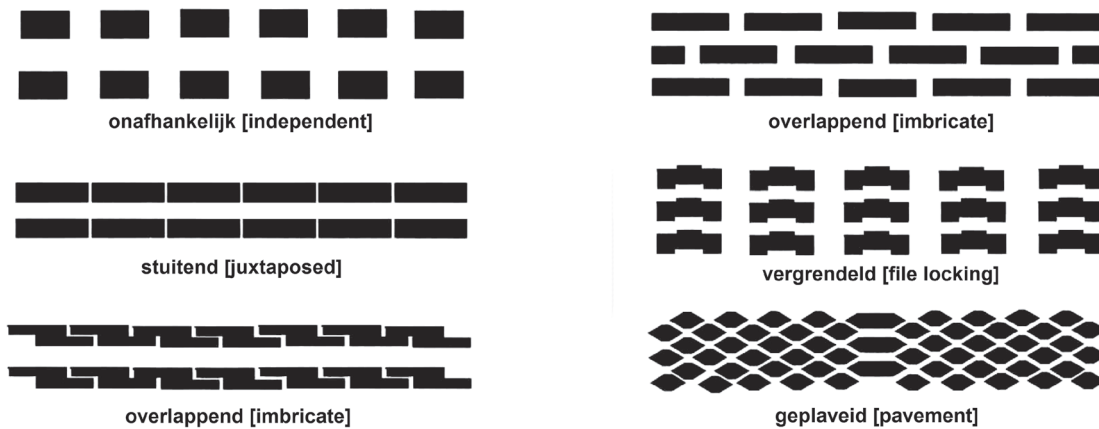 onafhankelijk [independent]
overlappend [imbricate]
stuitend [juxtaposed]
vergrendeld [file locking]
overlappend [imbricate]
geplaveid [pavement]